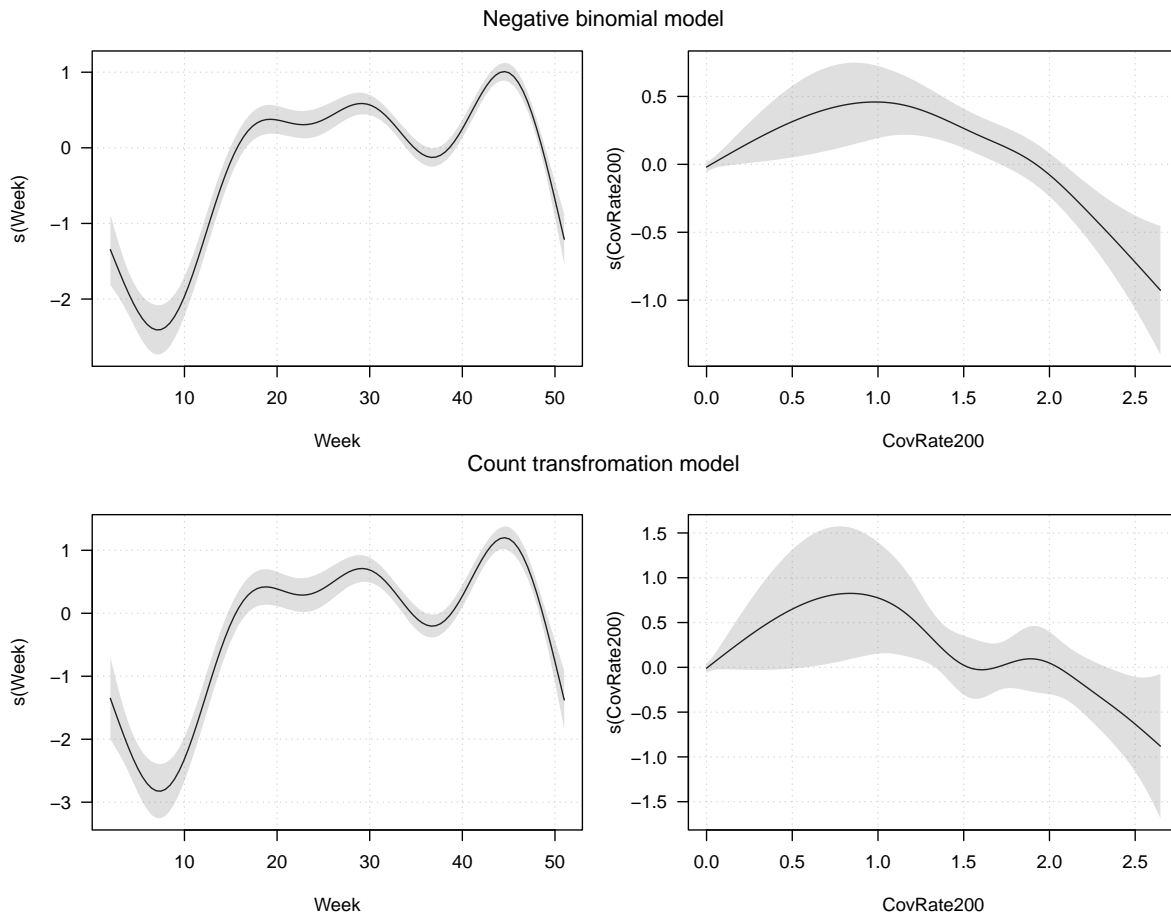 Negative binomial model
1
0
−1
−2
s(Week)
10 20 30 40 50
Week
0.5
0.0
−0.5
−1.0
s(CovRate200)
0.0 0.5 1.0 1.5 2.0 2.5
CovRate200
Count transfromation model
1
0
−1
−2
−3
s(Week)
10 20 30 40 50
Week
1.5
1.0
0.5
0.0
−0.5
−1.0
−1.5
s(CovRate200)
0.0 0.5 1.0 1.5 2.0 2.5
CovRate200